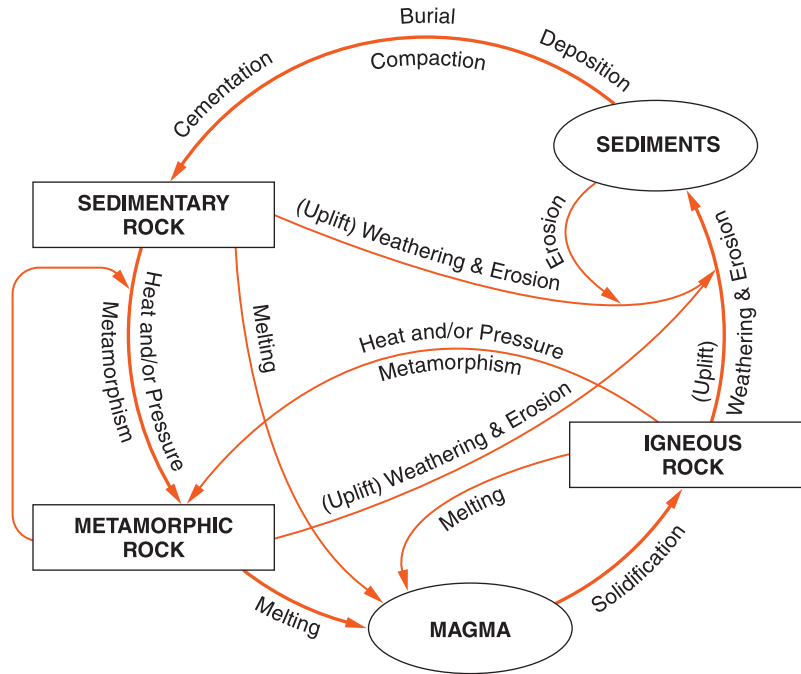 Burial
Deposition
Compaction
Cementation
SEDIMENTS
SEDIMENTARY
ROCK
(Uplift) Weathering & Erosion
Erosion
(Uplift)
Weathering & Erosion
Heat and/or Pressure
Metamorphism
Melting
Heat and/or Pressure
Metamorphism
(Uplift) Weathering & Erosion
IGNEOUS
ROCK
Melting
METAMORPHIC
ROCK
Melting
MAGMA
Solidification